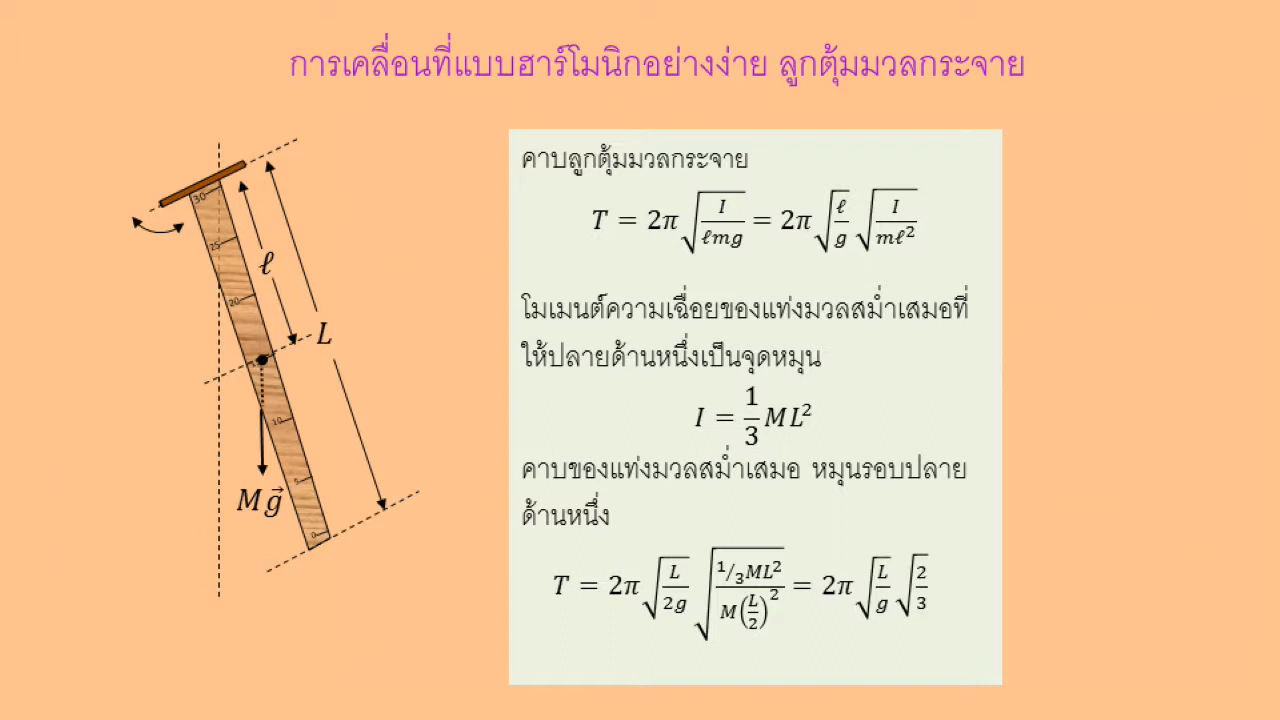 การเคลื่อนที่แบบฮาร์โมนิกอย่างง่าย ลูกตุ้มมวลกระจาย
30
25
20
10
5
0
ℓ
L
Mg⃗
คาบลูกตุ้มมวลกระจาย
T = 2π√(I/ℓmg) = 2π√(ℓ/g) √(I/mℓ²)
โมเมนต์ความเฉื่อยของแท่งมวลสม่ำเสมอที่
ให้ปลายด้านหนึ่งเป็นจุดหมุน
I = 1/3 ML²
คาบของแท่งมวลสม่ำเสมอ หมุนรอบปลาย
ด้านหนึ่ง
T = 2π√(L/2g) √((1/3 ML²)/(M(L/2)²)) = 2π√(L/g) √(2/3)